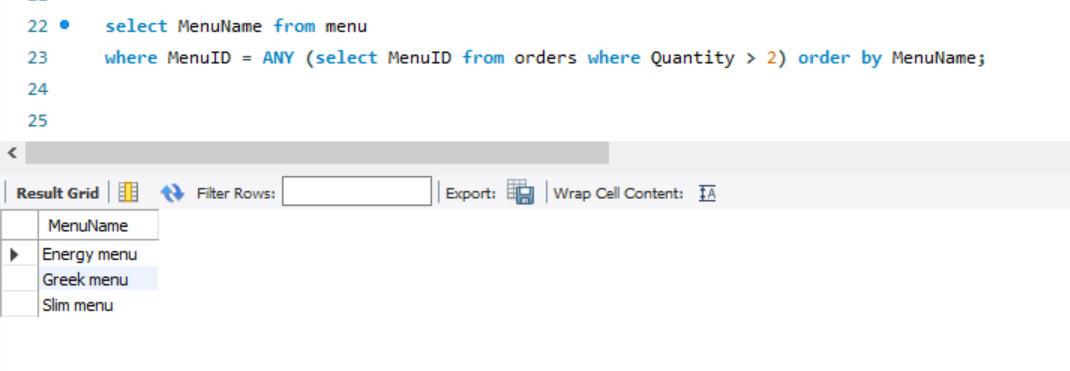 22 select MenuName from menu
23 where MenuID = ANY (select MenuID from orders where Quantity > 2) order by MenuName;
24
25
Result Grid Filter Rows: Export: Wrap Cell Content:
MenuName
Energy menu
Greek menu
Slim menu